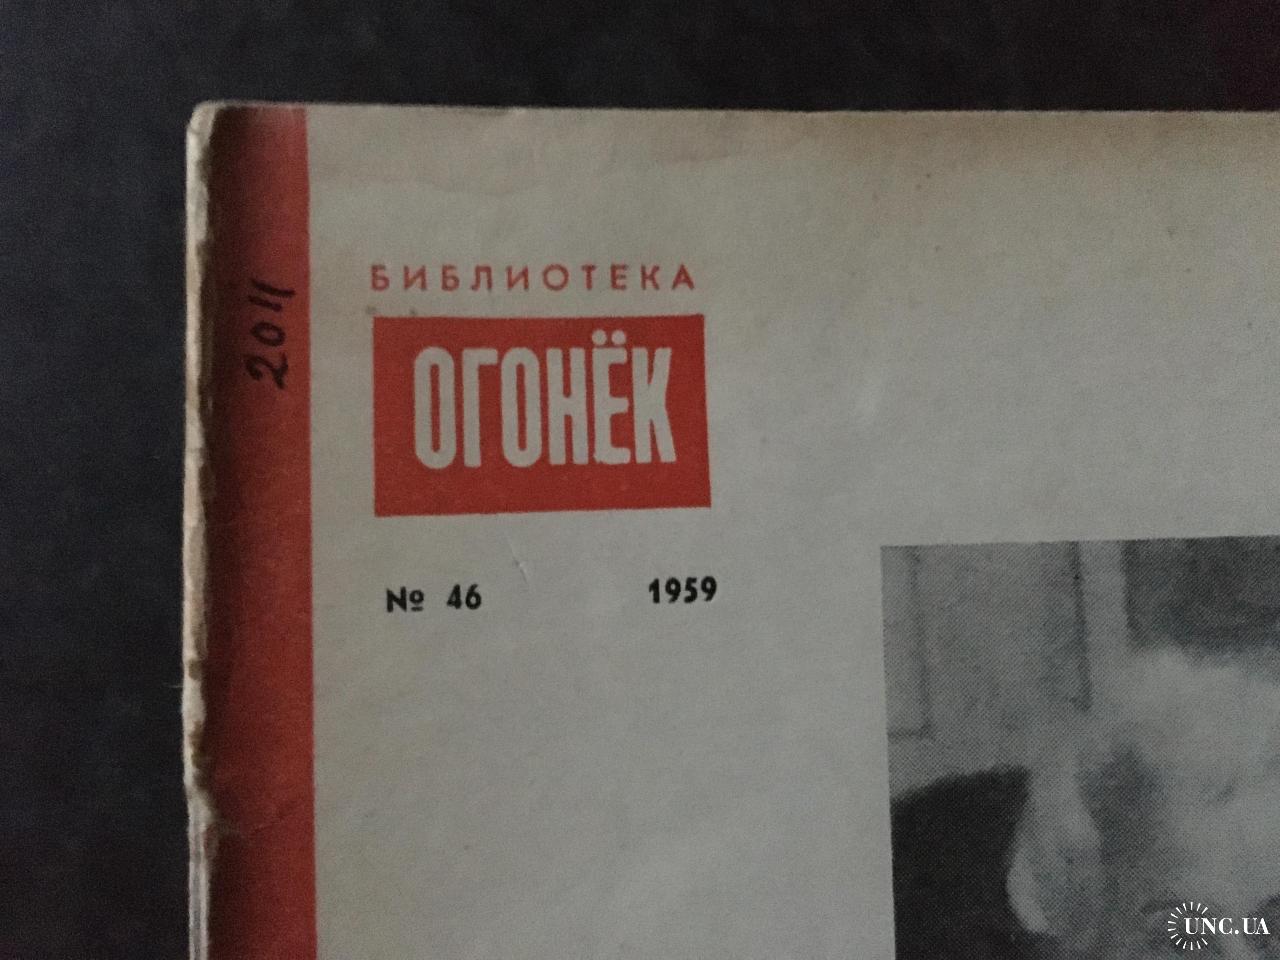 2011
БИБЛИОТЕКА
ОГОНЁК
№ 46 1959
UNC.UA